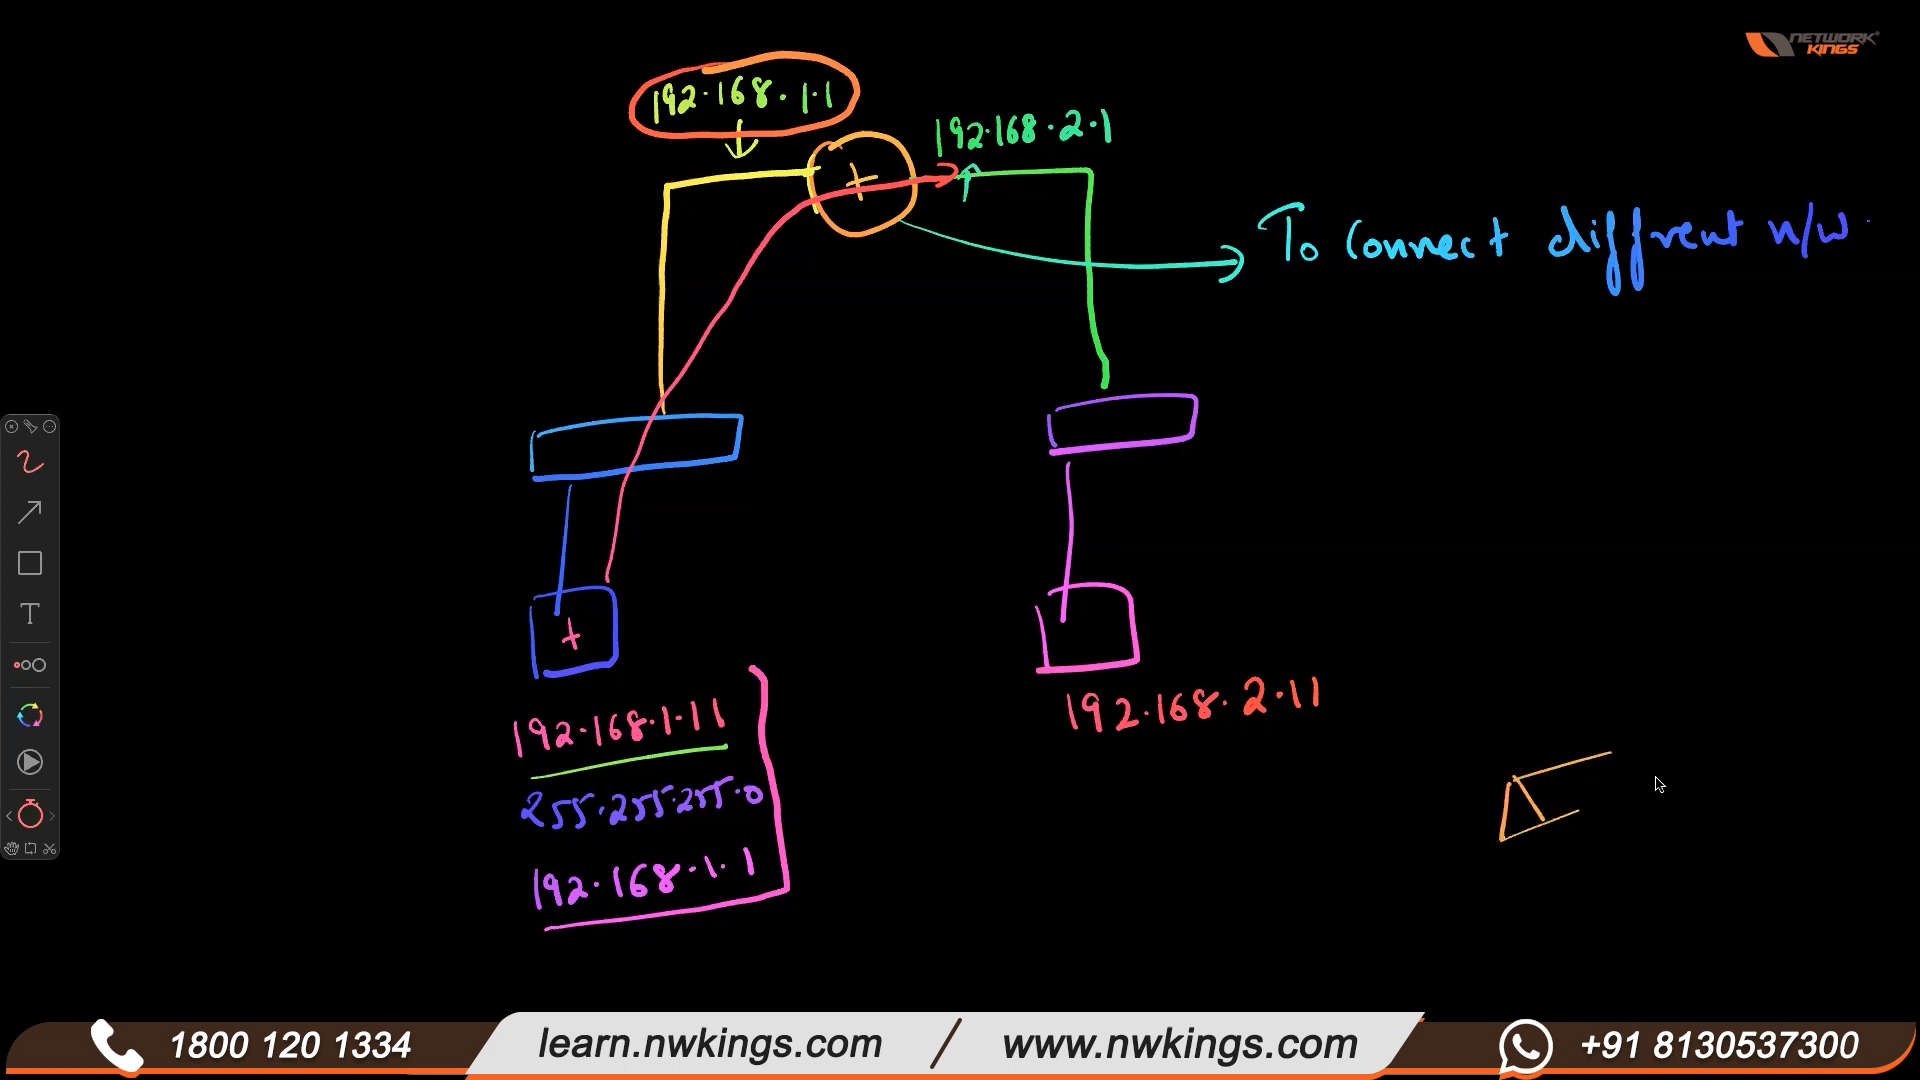 NETWORK
KINGS
192.168.1.1
192.168.2.1
To connect diffrent n/w.
192.168.1.11
255.255.255.0
192.168.1.1
192.168.2.11
T
1800 120 1334
learn.nwkings.com / www.nwkings.com
+91 8130537300